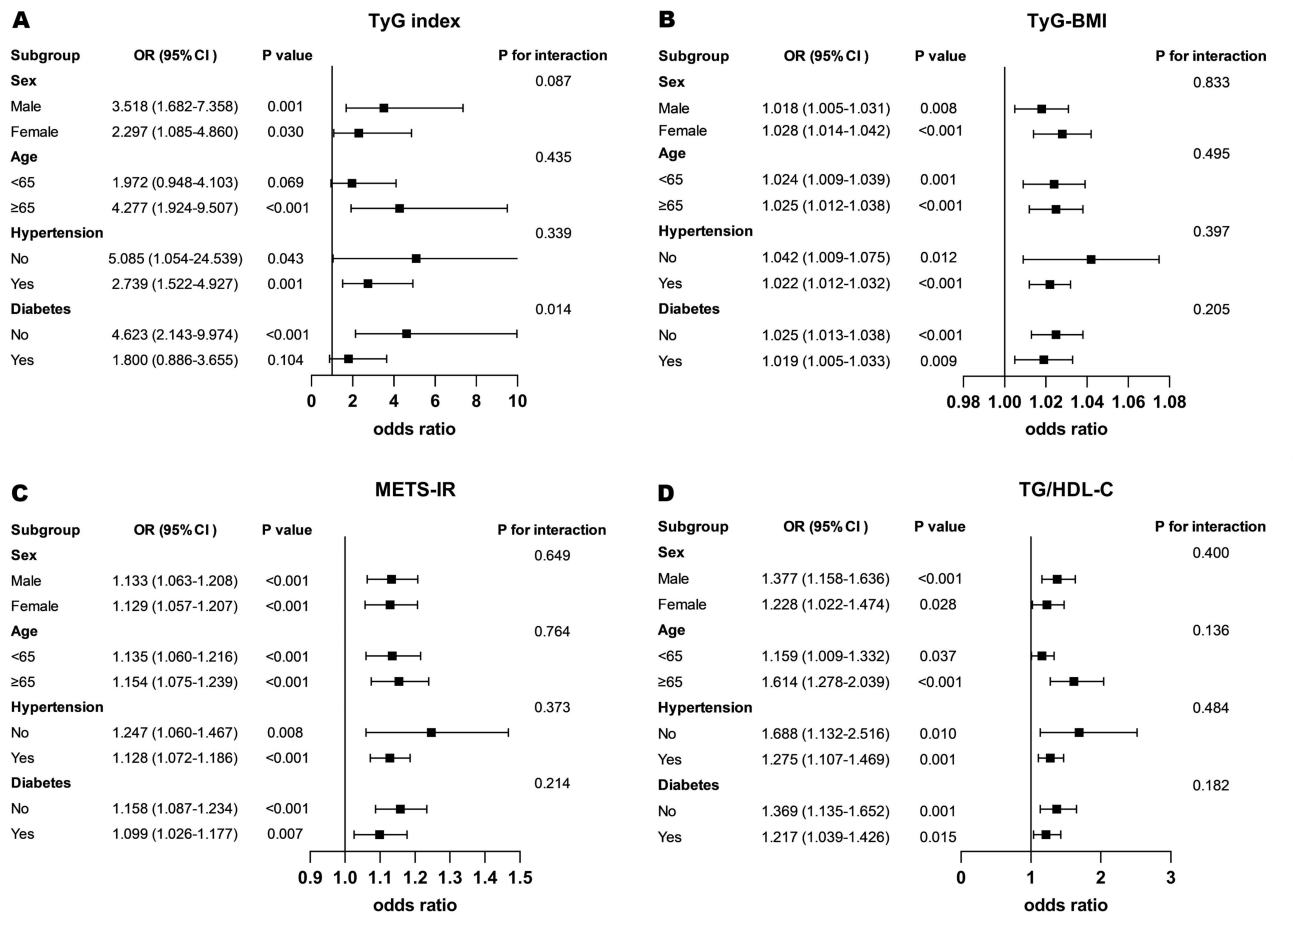 A TyG index
Subgroup OR (95%CI ) P value P for interaction
Sex 0.087
Male 3.518 (1.682-7.358) 0.001
Female 2.297 (1.085-4.860) 0.030
Age 0.435
<65 1.972 (0.948-4.103) 0.069
≥65 4.277 (1.924-9.507) <0.001
Hypertension 0.339
No 5.085 (1.054-24.539) 0.043
Yes 2.739 (1.522-4.927) 0.001
Diabetes 0.014
No 4.623 (2.143-9.974) <0.001
Yes 1.800 (0.886-3.655) 0.104
0 2 4 6 8 10
odds ratio
B TyG-BMI
Subgroup OR (95%CI ) P value P for interaction
Sex 0.833
Male 1.018 (1.005-1.031) 0.008
Female 1.028 (1.014-1.042) <0.001
Age 0.495
<65 1.024 (1.009-1.039) 0.001
≥65 1.025 (1.012-1.038) <0.001
Hypertension 0.397
No 1.042 (1.009-1.075) 0.012
Yes 1.022 (1.012-1.032) <0.001
Diabetes 0.205
No 1.025 (1.013-1.038) <0.001
Yes 1.019 (1.005-1.033) 0.009
0.98 1.00 1.02 1.04 1.06 1.08
odds ratio
C METS-IR
Subgroup OR (95%CI ) P value P for interaction
Sex 0.649
Male 1.133 (1.063-1.208) <0.001
Female 1.129 (1.057-1.207) <0.001
Age 0.764
<65 1.135 (1.060-1.216) <0.001
≥65 1.154 (1.075-1.239) <0.001
Hypertension 0.373
No 1.247 (1.060-1.467) 0.008
Yes 1.128 (1.072-1.186) <0.001
Diabetes 0.214
No 1.158 (1.087-1.234) <0.001
Yes 1.099 (1.026-1.177) 0.007
0.9 1.0 1.1 1.2 1.3 1.4 1.5
odds ratio
D TG/HDL-C
Subgroup OR (95%CI ) P value P for interaction
Sex 0.400
Male 1.377 (1.158-1.636) <0.001
Female 1.228 (1.022-1.474) 0.028
Age 0.136
<65 1.159 (1.009-1.332) 0.037
≥65 1.614 (1.278-2.039) <0.001
Hypertension 0.484
No 1.688 (1.132-2.516) 0.010
Yes 1.275 (1.107-1.469) 0.001
Diabetes 0.182
No 1.369 (1.135-1.652) 0.001
Yes 1.217 (1.039-1.426) 0.015
0 1 2 3
odds ratio